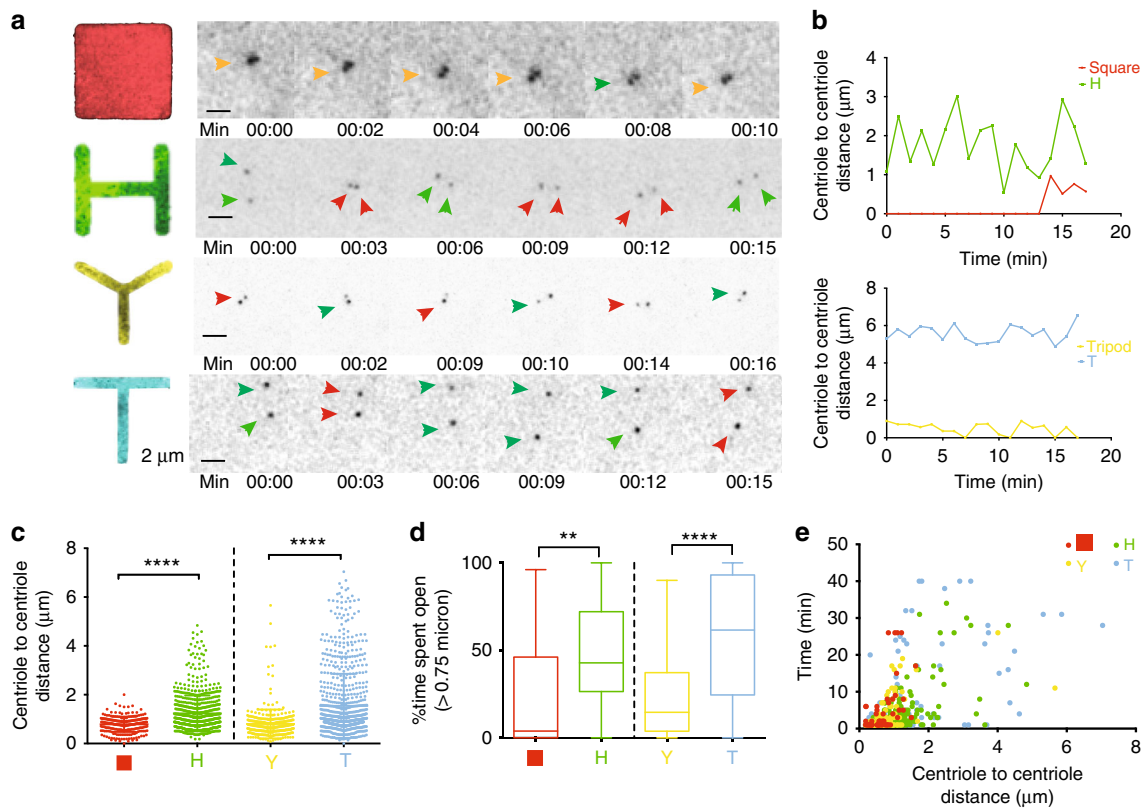 a
Min 00:00 00:02 00:04 00:06 00:08 00:10
Min 00:00 00:03 00:06 00:09 00:12 00:15
Min 00:00 00:02 00:09 00:10 00:14 00:16
2 μm
Min 00:00 00:03 00:06 00:09 00:12 00:15
b
Centriole to centriole
distance (μm)
4
3
2
1
0
0 5 10 15 20
Time (min)
Square
H
Centriole to centriole
distance (μm)
8
6
4
2
0
0 5 10 15 20
Time (min)
Tripod
T
c
Centriole to centriole
distance (μm)
8
6
4
2
0
****
****
H Y T
d
%time spent open
(>0.75 micron)
100
50
0
**
****
H Y T
e
Time (min)
50
40
30
20
10
0
0 2 4 6 8
Centriole to centriole
distance (μm)
H
Y T